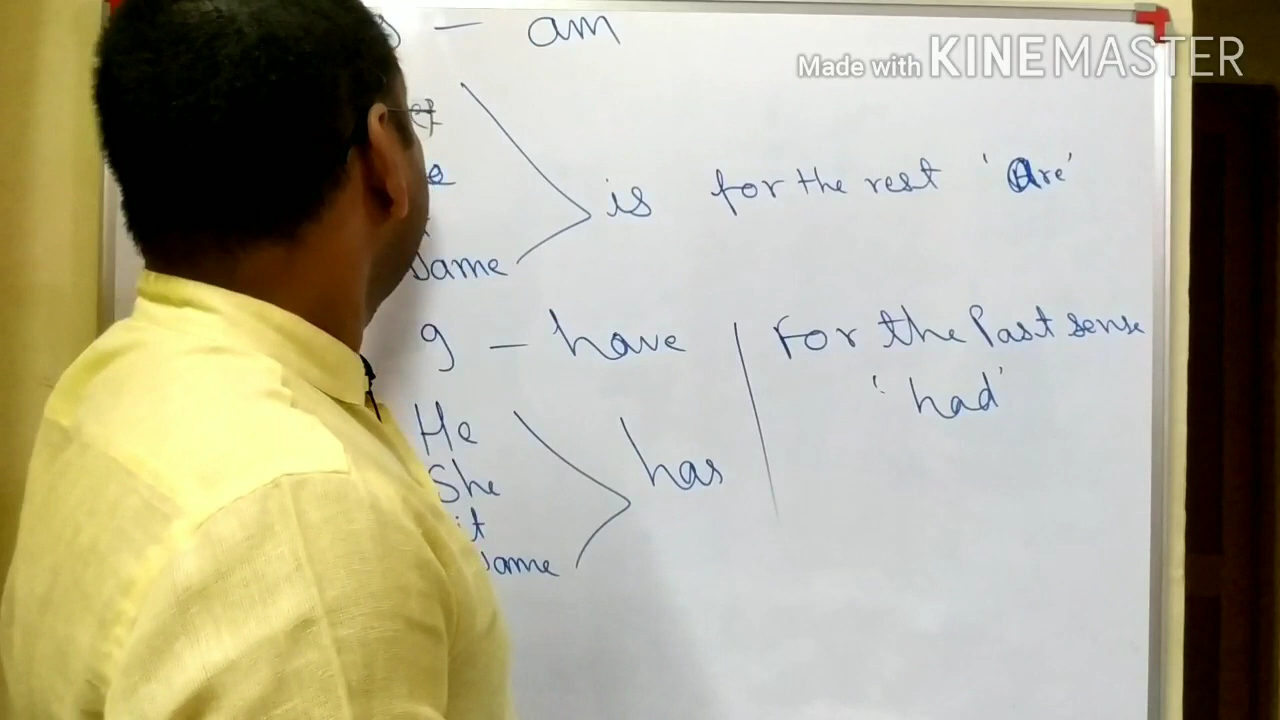 - am
Made with KINEMASTER
is for the rest 'Are'
Name
I - have
For the Past sense
'had'
He
She
has
it
Name